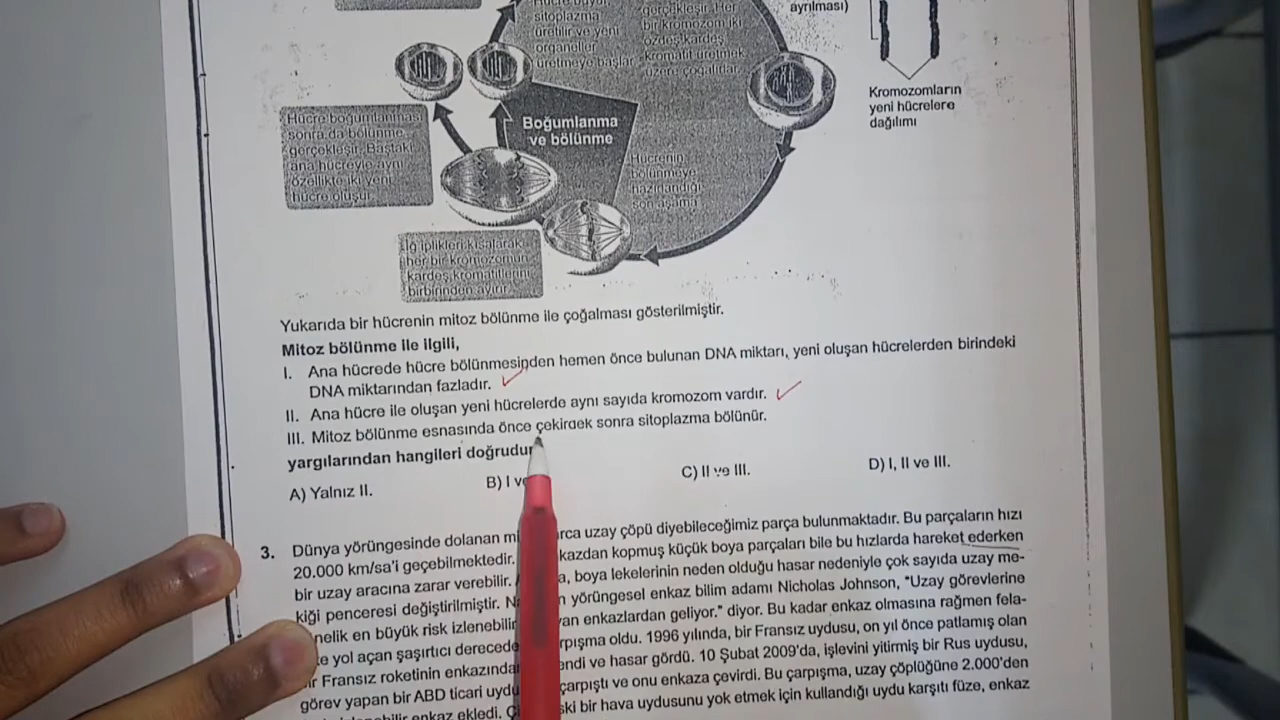 sitoplazma
üretilir ve yeni
organeller
üretmeye başlar
gerçekleşir. Her
bir kromozom iki
özdeş kardeş
kromatit üretmek
üzere çoğalırlar.
ayrılması)
Kromozomların
yeni hücrelere
dağılımı
Boğumlanma
ve bölünme
Hücre boğumlanması
sonra da bölünme
gerçekleşir. Baştaki
ana hücreyle aynı
özellikte iki yeni
hücre oluşur.
Hücrenin
bölünmeye
hazırlandığı
son aşama
İğ iplikleri kısalarak
her bir kromozomun
kardeş kromatitlerini
birbirinden ayırır.
Yukarıda bir hücrenin mitoz bölünme ile çoğalması gösterilmiştir.
Mitoz bölünme ile ilgili,
I. Ana hücrede hücre bölünmesinden hemen önce bulunan DNA miktarı, yeni oluşan hücrelerden birindeki
DNA miktarından fazladır.
II. Ana hücre ile oluşan yeni hücrelerde aynı sayıda kromozom vardır.
III. Mitoz bölünme esnasında önce çekirdek sonra sitoplazma bölünür.
yargılarından hangileri doğrudur
A) Yalnız II.
B) I ve
C) II ve III.
D) I, II ve III.
3. Dünya yörüngesinde dolanan uzay çöpü diyebileceğimiz parça bulunmaktadır. Bu parçaların hızı
20.000 km/sa'i geçebilmektedir. kopmuş küçük boya parçaları bile bu hızlarda hareket ederken
bir uzay aracına zarar verebilir. boya lekelerinin neden olduğu hasar nedeniyle çok sayıda uzay me-
kiği penceresi değiştirilmiştir. yörüngesel enkaz bilim adamı Nicholas Johnson, "Uzay görevlerine
en büyük risk enkazlardan geliyor." diyor. Bu kadar enkaz olmasına rağmen fela-
yol açan şaşırtıcı derecede oldu. 1996 yılında, bir Fransız uydusu, on yıl önce patlamış olan
Fransız roketinin enkazından ve hasar gördü. 10 Şubat 2009'da, işlevini yitirmiş bir Rus uydusu,
görev yapan bir ABD ticari çarpıştı ve onu enkaza çevirdi. Bu çarpışma, uzay çöplüğüne 2.000'den
enkaz ekledi. bir hava uydusunu yok etmek için kullandığı uydu karşıtı füze, enkaz